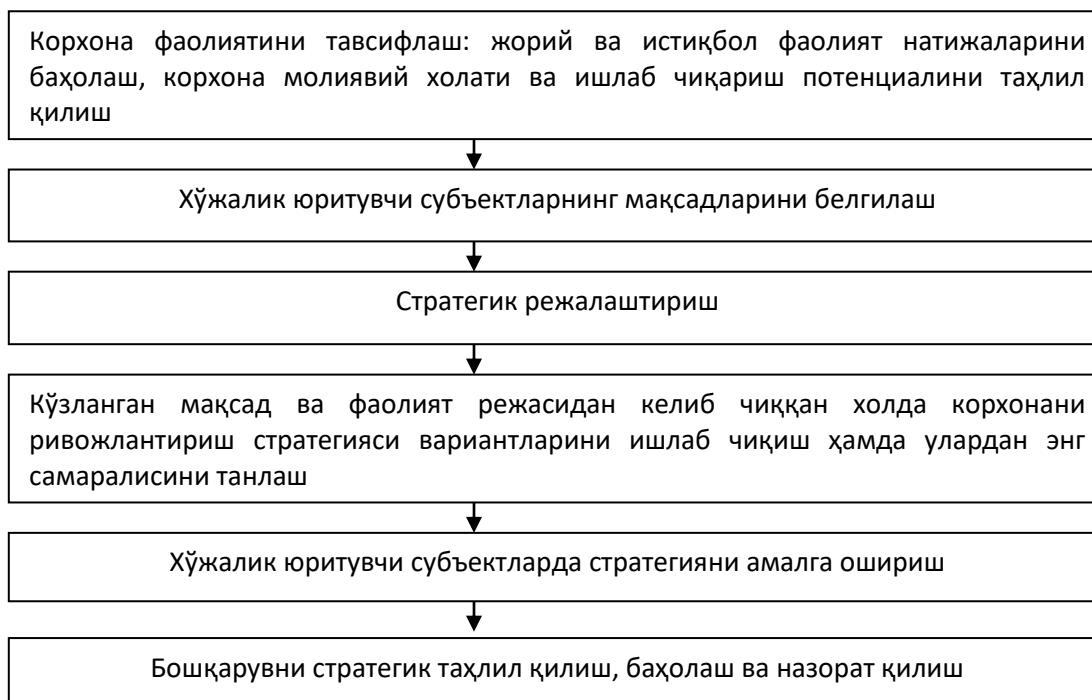 Корхона фаолиятини тавсифлаш: жорий ва истиқбол фаолият натижаларини
баҳолаш, корхона молиявий холати ва ишлаб чиқариш потенциалини таҳлил
қилиш
Хўжалик юритувчи субъектларнинг мақсадларини белгилаш
Стратегик режалаштириш
Кўзланган мақсад ва фаолият режасидан келиб чиққан холда корхонани
ривожлантириш стратегияси вариантларини ишлаб чиқиш ҳамда улардан энг
самаралисини танлаш
Хўжалик юритувчи субъектларда стратегияни амалга ошириш
Бошқарувни стратегик таҳлил қилиш, баҳолаш ва назорат қилиш